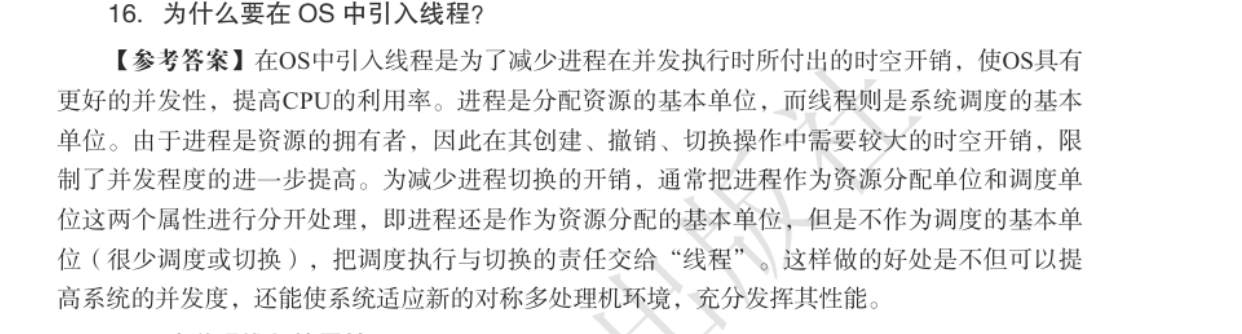 16. 为什么要在 OS 中引入线程?
【参考答案】在OS中引入线程是为了减少进程在并发执行时所付出的时空开销，使OS具有
更好的并发性，提高CPU的利用率。进程是分配资源的基本单位，而线程则是系统调度的基本
单位。由于进程是资源的拥有者，因此在其创建、撤销、切换操作中需要较大的时空开销，限
制了并发程度的进一步提高。为减少进程切换的开销，通常把进程作为资源分配单位和调度单
位这两个属性进行分开处理，即进程还是作为资源分配的基本单位，但是不作为调度的基本单
位（很少调度或切换），把调度执行与切换的责任交给“线程”。这样做的好处是不但可以提
高系统的并发度，还能使系统适应新的对称多处理机环境，充分发挥其性能。
出版社